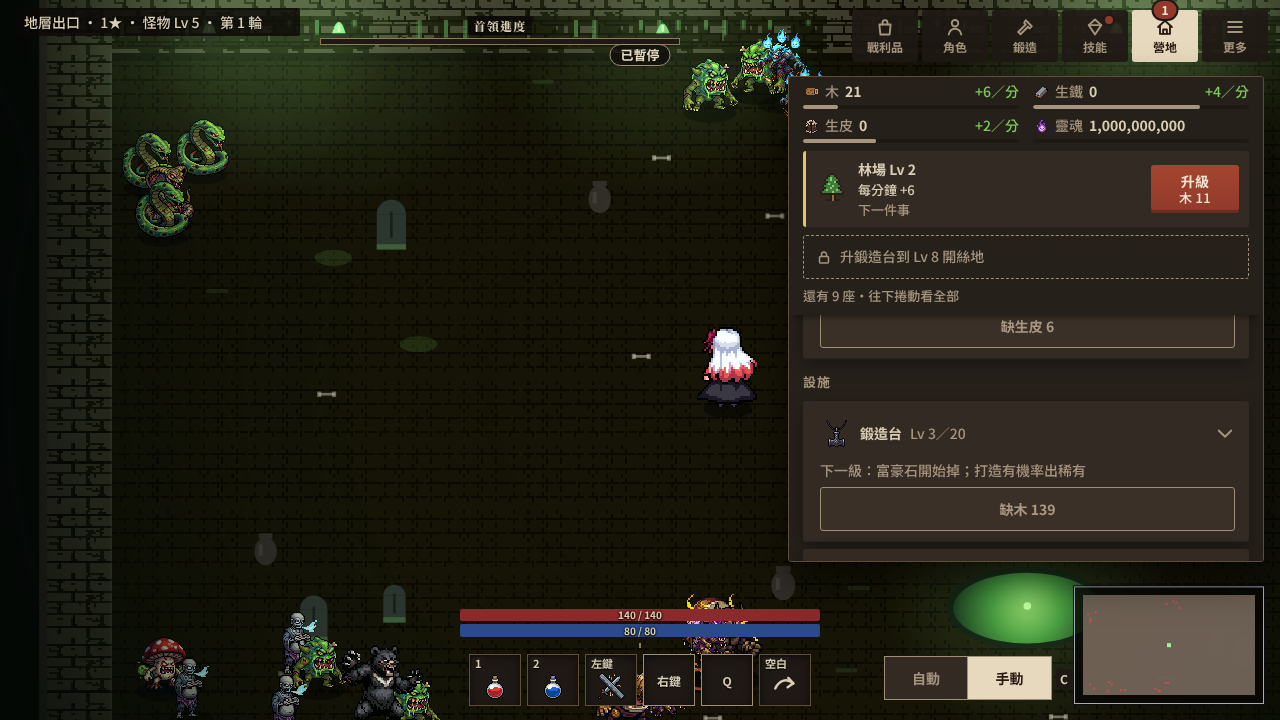 地層出口 · 1★ · 怪物 Lv 5 · 第 1 輪
首領進度
已暫停
戰利品
角色
鍛造
技能
1
營地
更多
木 21 +6／分
生鐵 0 +4／分
生皮 0 +2／分
靈魂 1,000,000,000
林場 Lv 2
每分鐘 +6
下一件事
升級
木 11
升鍛造台到 Lv 8 開絲地
還有 9 座·往下捲動看全部
缺生皮 6
設施
鍛造台 Lv 3／20
下一級：富豪石開始掉；打造有機率出稀有
缺木 139
140 / 140
80 / 80
1
2
左鍵
右鍵
Q
空白
自動
手動
C